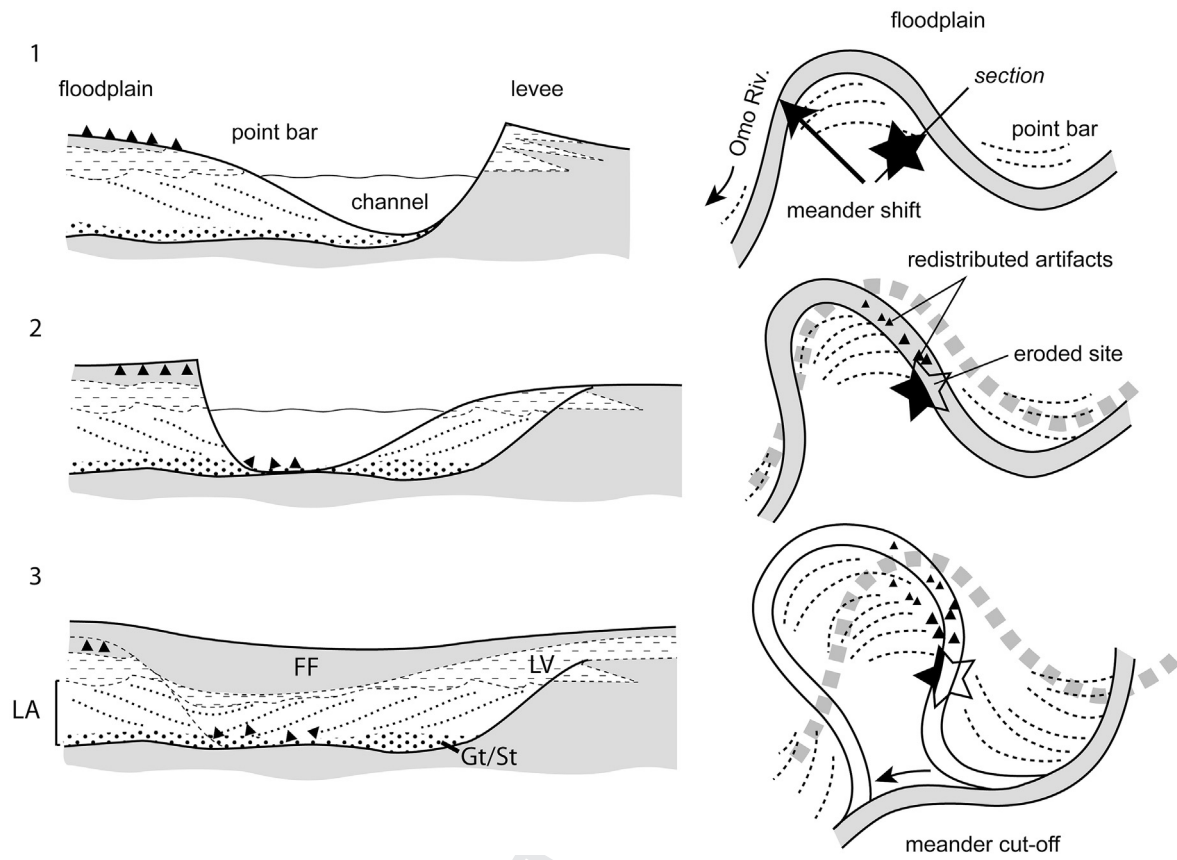 1
floodplain
levee
point bar
channel
floodplain
section
Omo Riv.
point bar
meander shift
2
redistributed artifacts
eroded site
3
FF
LV
LA
Gt/St
meander cut-off